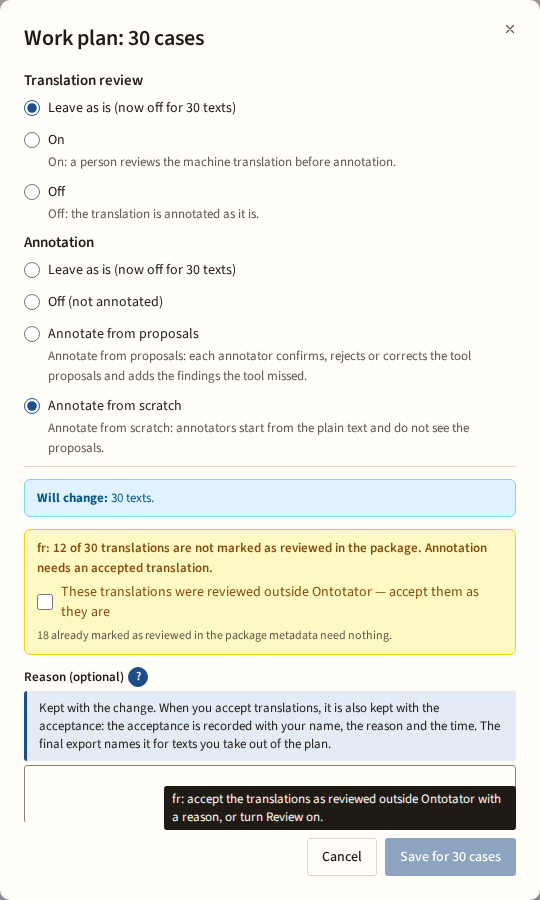 Work plan: 30 cases
×
Translation review
Leave as is (now off for 30 texts)
On
On: a person reviews the machine translation before annotation.
Off
Off: the translation is annotated as it is.
Annotation
Leave as is (now off for 30 texts)
Off (not annotated)
Annotate from proposals
Annotate from proposals: each annotator confirms, rejects or corrects the tool
proposals and adds the findings the tool missed.
Annotate from scratch
Annotate from scratch: annotators start from the plain text and do not see the
proposals.
Will change: 30 texts.
fr: 12 of 30 translations are not marked as reviewed in the package. Annotation
needs an accepted translation.
These translations were reviewed outside Ontotator — accept them as
they are
18 already marked as reviewed in the package metadata need nothing.
Reason (optional) ?
Kept with the change. When you accept translations, it is also kept with the
acceptance: the acceptance is recorded with your name, the reason and the time. The
final export names it for texts you take out of the plan.
fr: accept the translations as reviewed outside Ontotator with
a reason, or turn Review on.
Cancel
Save for 30 cases